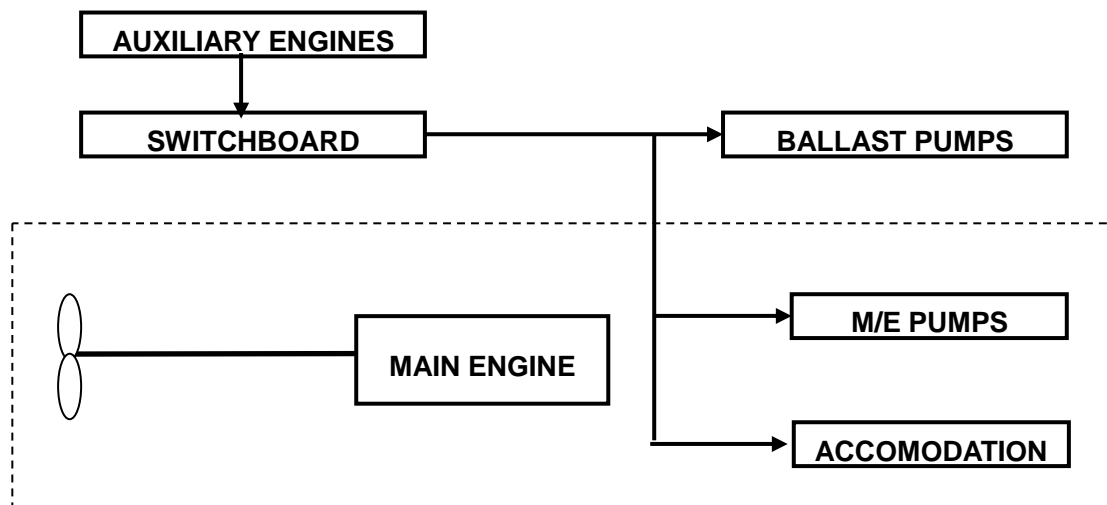 AUXILIARY ENGINES
SWITCHBOARD
BALLAST PUMPS
M/E PUMPS
MAIN ENGINE
ACCOMODATION